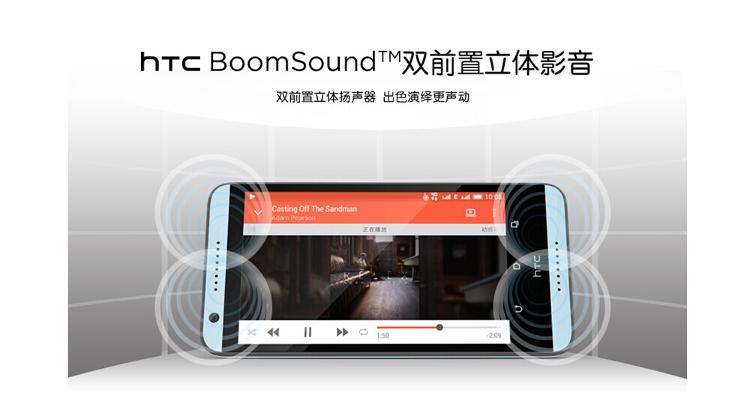 hTC BoomSound™双前置立体影音
双前置立体扬声器 出色演绎更声动
10:08
Casting Off The Sandman
Adam Pearson
正在播放
hTC
1:50
-2:05